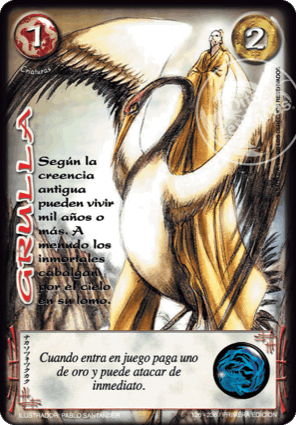 1
2
Criaturas
GRULLA
Según la
creencia
antigua
pueden vivir
mil años o
más. A
menudo los
inmortales
cabalgan
por el cielo
en su lomo.
Cuando entra en juego paga uno
de oro y puede atacar de
inmediato.
ILUSTRADOR: PABLO SANTANDER
PRIMERA EDICION